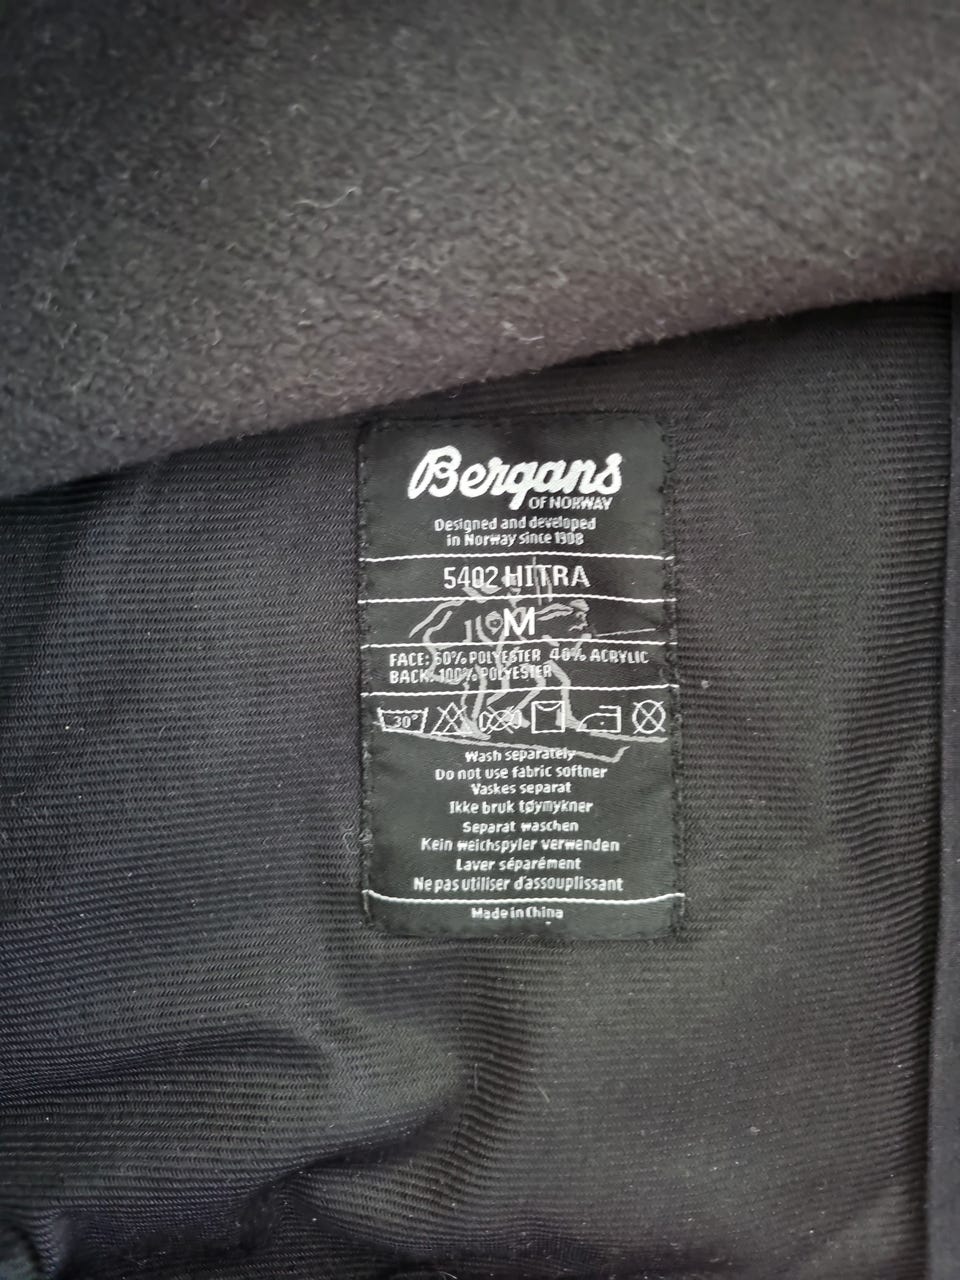 Bergans
OF NORWAY
Designed and developed
in Norway since 1908
5402 HITRA
M
FACE: 60% POLYESTER 40% ACRYLIC
BACK: 100% POLYESTER
30°
Wash separately
Do not use fabric softner
Vaskes separat
Ikke bruk tøymykner
Separat waschen
Kein weichspyler verwenden
Laver séparément
Ne pas utiliser d'assouplissant
Made in China